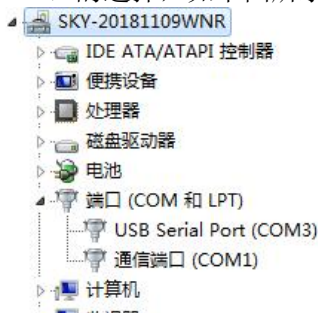 SKY-20181109WNR
IDE ATA/ATAPI 控制器
便携设备
处理器
磁盘驱动器
电池
端口 (COM 和 LPT)
USB Serial Port (COM3)
通信端口 (COM1)
计算机